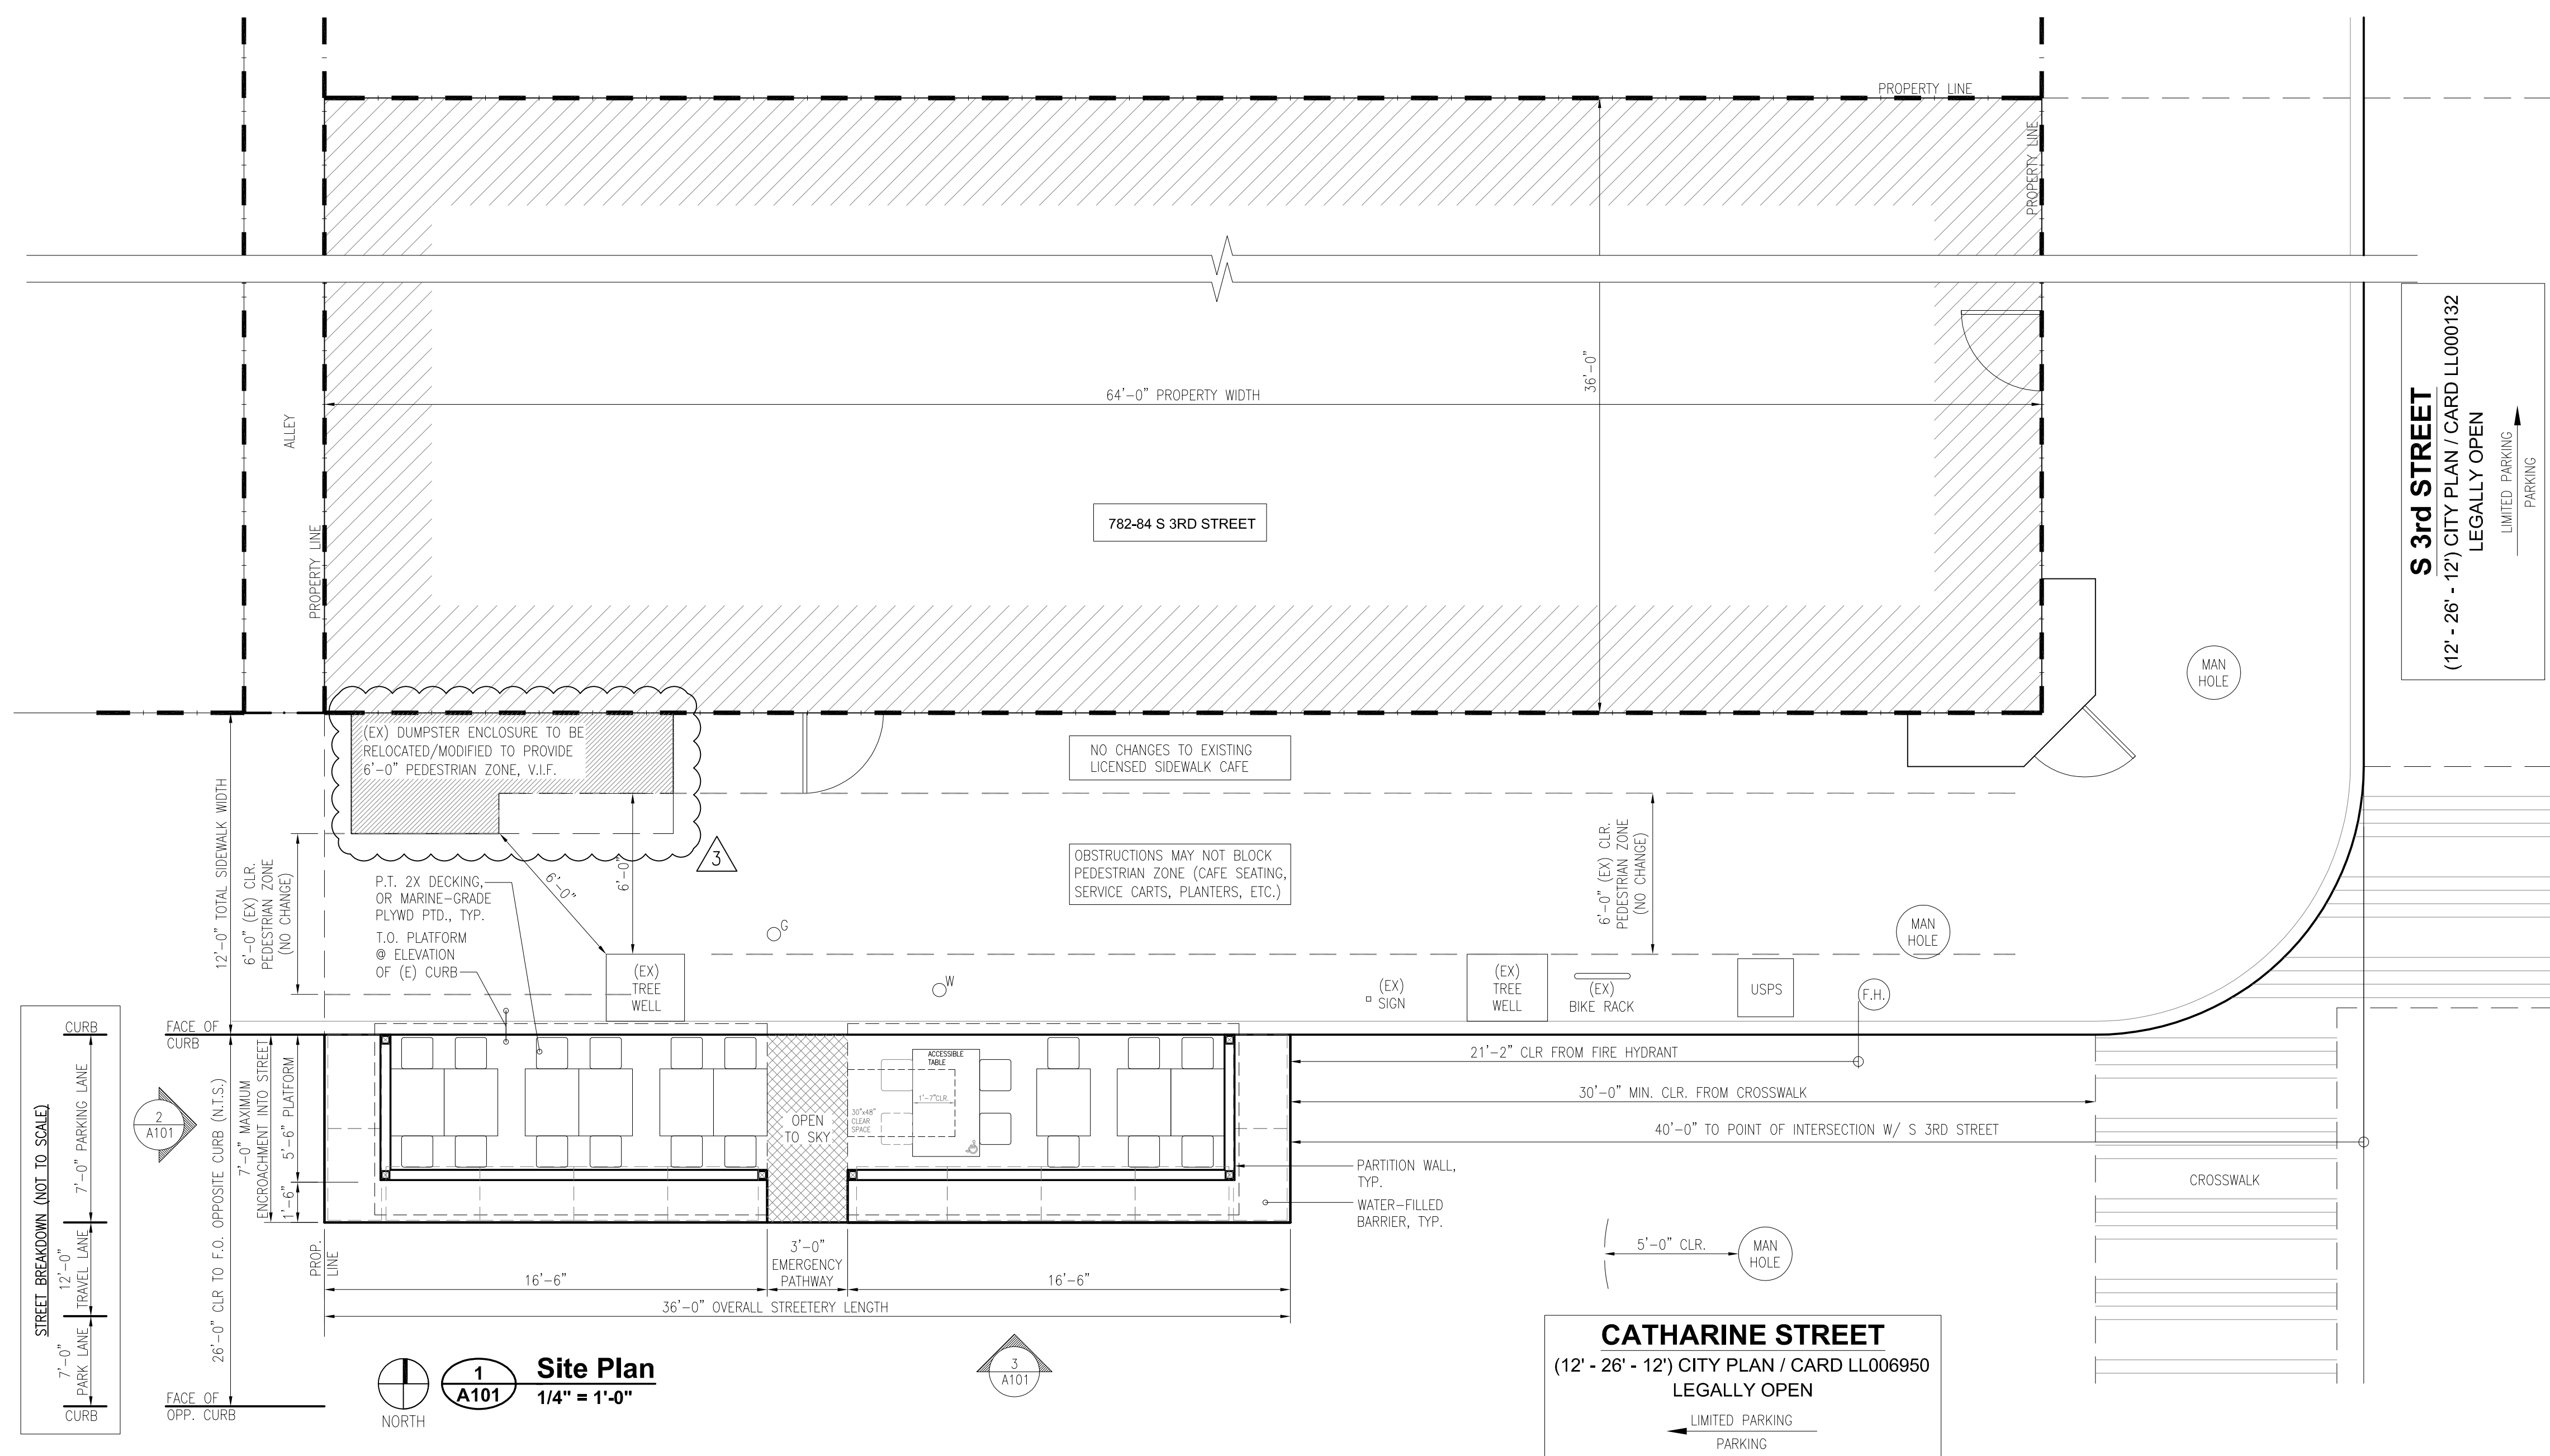 PROPERTY LINE
PROPERTY LINE
64'-0" PROPERTY WIDTH
36'-0"
ALLEY
PROPERTY LINE
782-84 S 3RD STREET
S 3rd STREET
(12' - 26' - 12') CITY PLAN / CARD LL000132
LEGALLY OPEN
LIMITED PARKING
PARKING
MAN
HOLE
(EX) DUMPSTER ENCLOSURE TO BE
RELOCATED/MODIFIED TO PROVIDE
6'-0" PEDESTRIAN ZONE, V.I.F.
NO CHANGES TO EXISTING
LICENSED SIDEWALK CAFE
12'-0" TOTAL SIDEWALK WIDTH
6'-0" (EX) CLR.
PEDESTRIAN ZONE
(NO CHANGE)
3
6'-0"
6'-0"
OBSTRUCTIONS MAY NOT BLOCK
PEDESTRIAN ZONE (CAFE SEATING,
SERVICE CARTS, PLANTERS, ETC.)
6'-0" (EX) CLR.
PEDESTRIAN ZONE
(NO CHANGE)
P.T. 2X DECKING,
OR MARINE-GRADE
PLYWD PTD., TYP.
T.O. PLATFORM
@ ELEVATION
OF (E) CURB
G
W
MAN
HOLE
(EX)
TREE
WELL
(EX)
SIGN
(EX)
TREE
WELL
(EX)
BIKE RACK
USPS
F.H.
STREET BREAKDOWN (NOT TO SCALE)
CURB
7'-0" PARKING LANE
12'-0"
TRAVEL LANE
7'-0"
PARK LANE
CURB
FACE OF
CURB
2
A101
26'-0" CLR TO F.O. OPPOSITE CURB (N.T.S.)
7'-0" MAXIMUM
ENCROACHMENT INTO STREET
5'-6" PLATFORM
1'-6"
OPEN
TO SKY
ACCESSIBLE
TABLE
1'-7"CLR.
30"x48"
CLEAR
SPACE
21'-2" CLR FROM FIRE HYDRANT
30'-0" MIN. CLR. FROM CROSSWALK
40'-0" TO POINT OF INTERSECTION W/ S 3RD STREET
PARTITION WALL,
TYP.
WATER-FILLED
BARRIER, TYP.
CROSSWALK
PROP.
LINE
3'-0"
EMERGENCY
PATHWAY
16'-6"
16'-6"
36'-0" OVERALL STREETERY LENGTH
5'-0" CLR.
MAN
HOLE
FACE OF
OPP. CURB
NORTH
1
A101
Site Plan
1/4" = 1'-0"
3
A101
CATHARINE STREET
(12' - 26' - 12') CITY PLAN / CARD LL006950
LEGALLY OPEN
LIMITED PARKING
PARKING